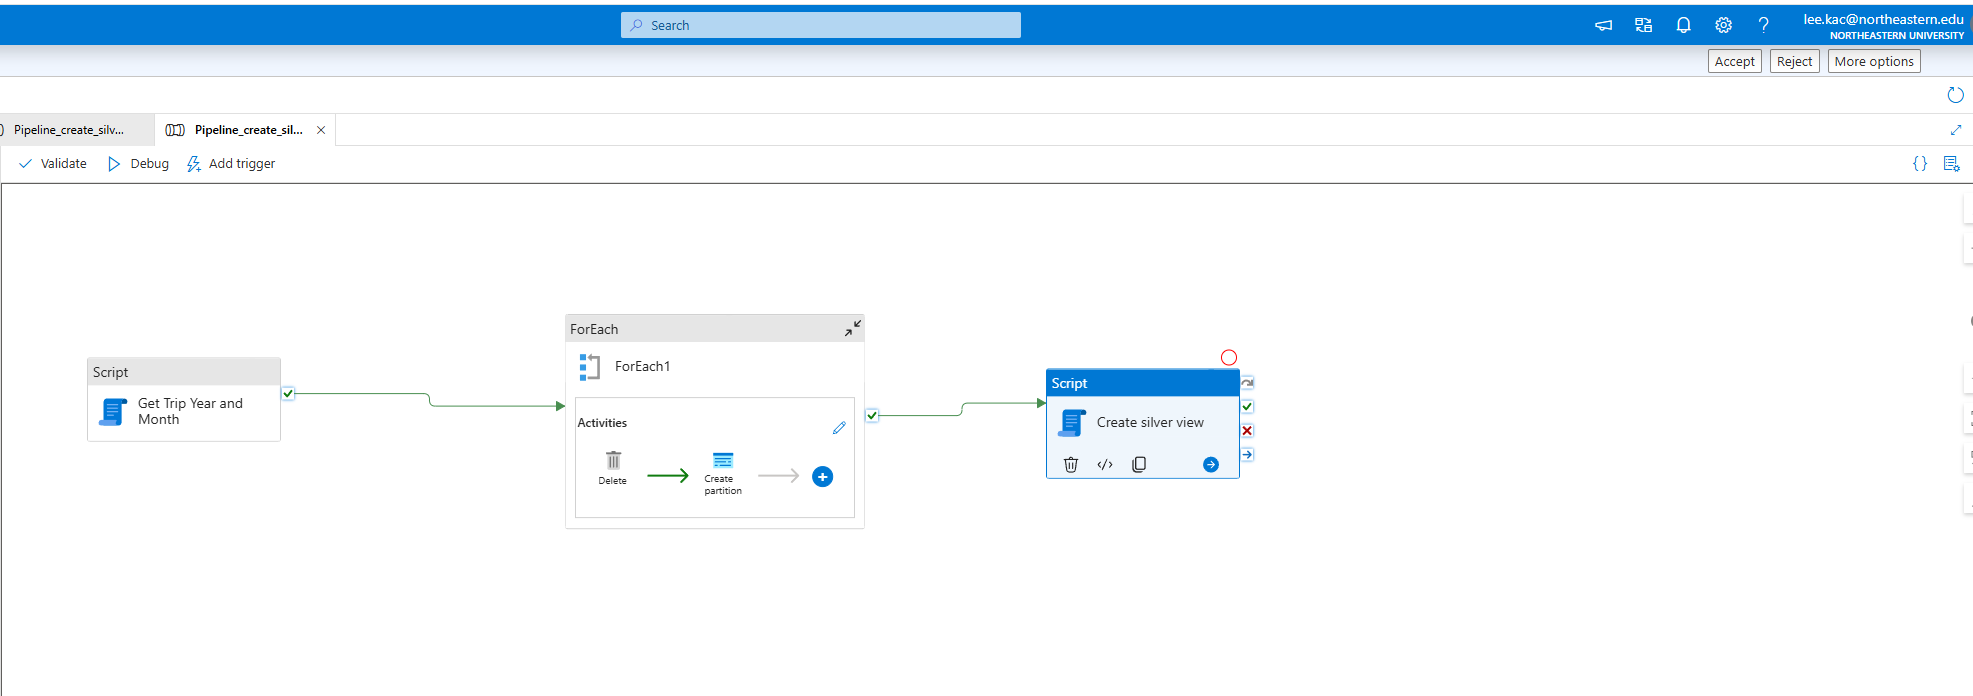 Search
lee.kac@northeastern.edu
NORTHEASTERN UNIVERSITY
Accept
Reject
More options
Pipeline_create_silv...
Pipeline_create_sil...
Validate
Debug
Add trigger
Script
Get Trip Year and
Month
ForEach
ForEach1
Activities
Delete
Create
partition
Script
Create silver view